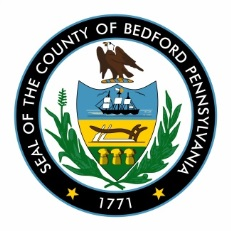 SEAL OF THE COUNTY OF BEDFORD PENNSYLVANIA
1771